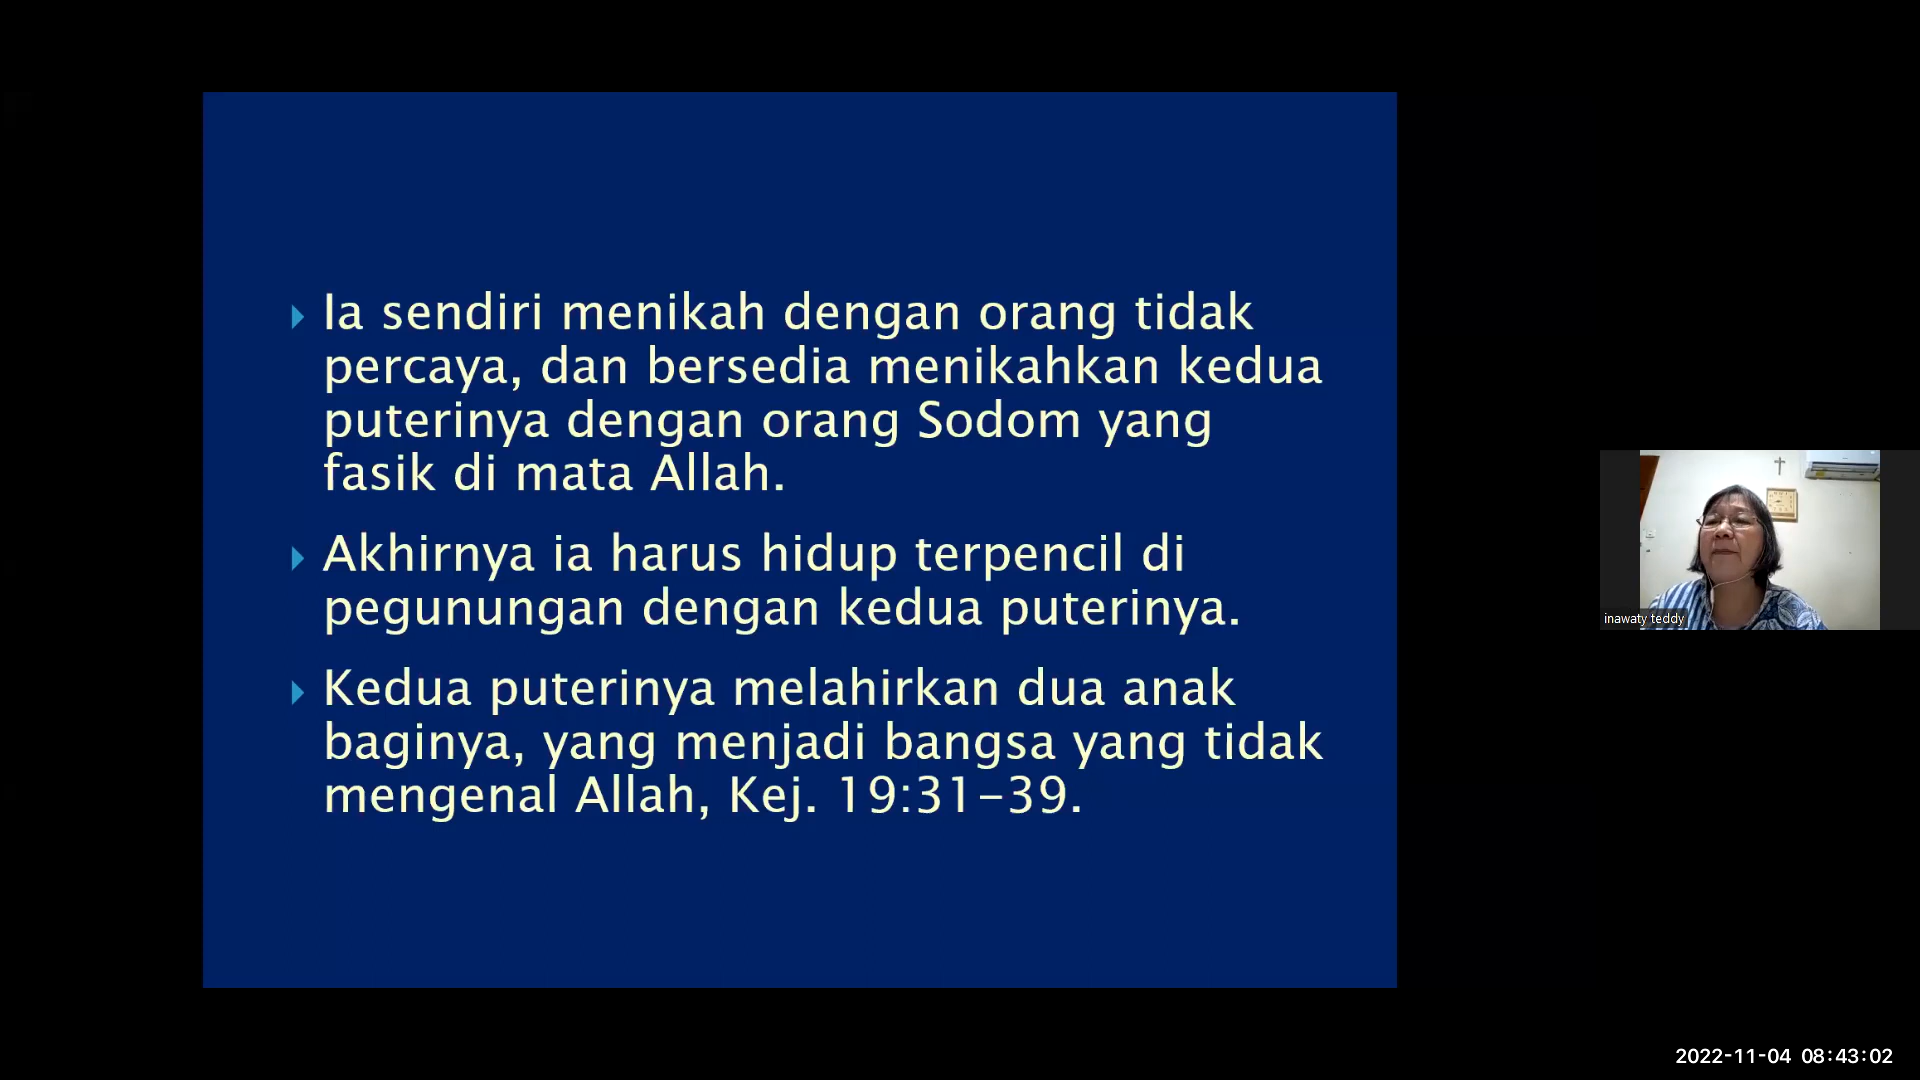 Ia sendiri menikah dengan orang tidak
percaya, dan bersedia menikahkan kedua
puterinya dengan orang Sodom yang
fasik di mata Allah.
Akhirnya ia harus hidup terpencil di
pegunungan dengan kedua puterinya.
Kedua puterinya melahirkan dua anak
baginya, yang menjadi bangsa yang tidak
mengenal Allah, Kej. 19:31-39.
inawaty teddy
2022-11-04 08:43:02